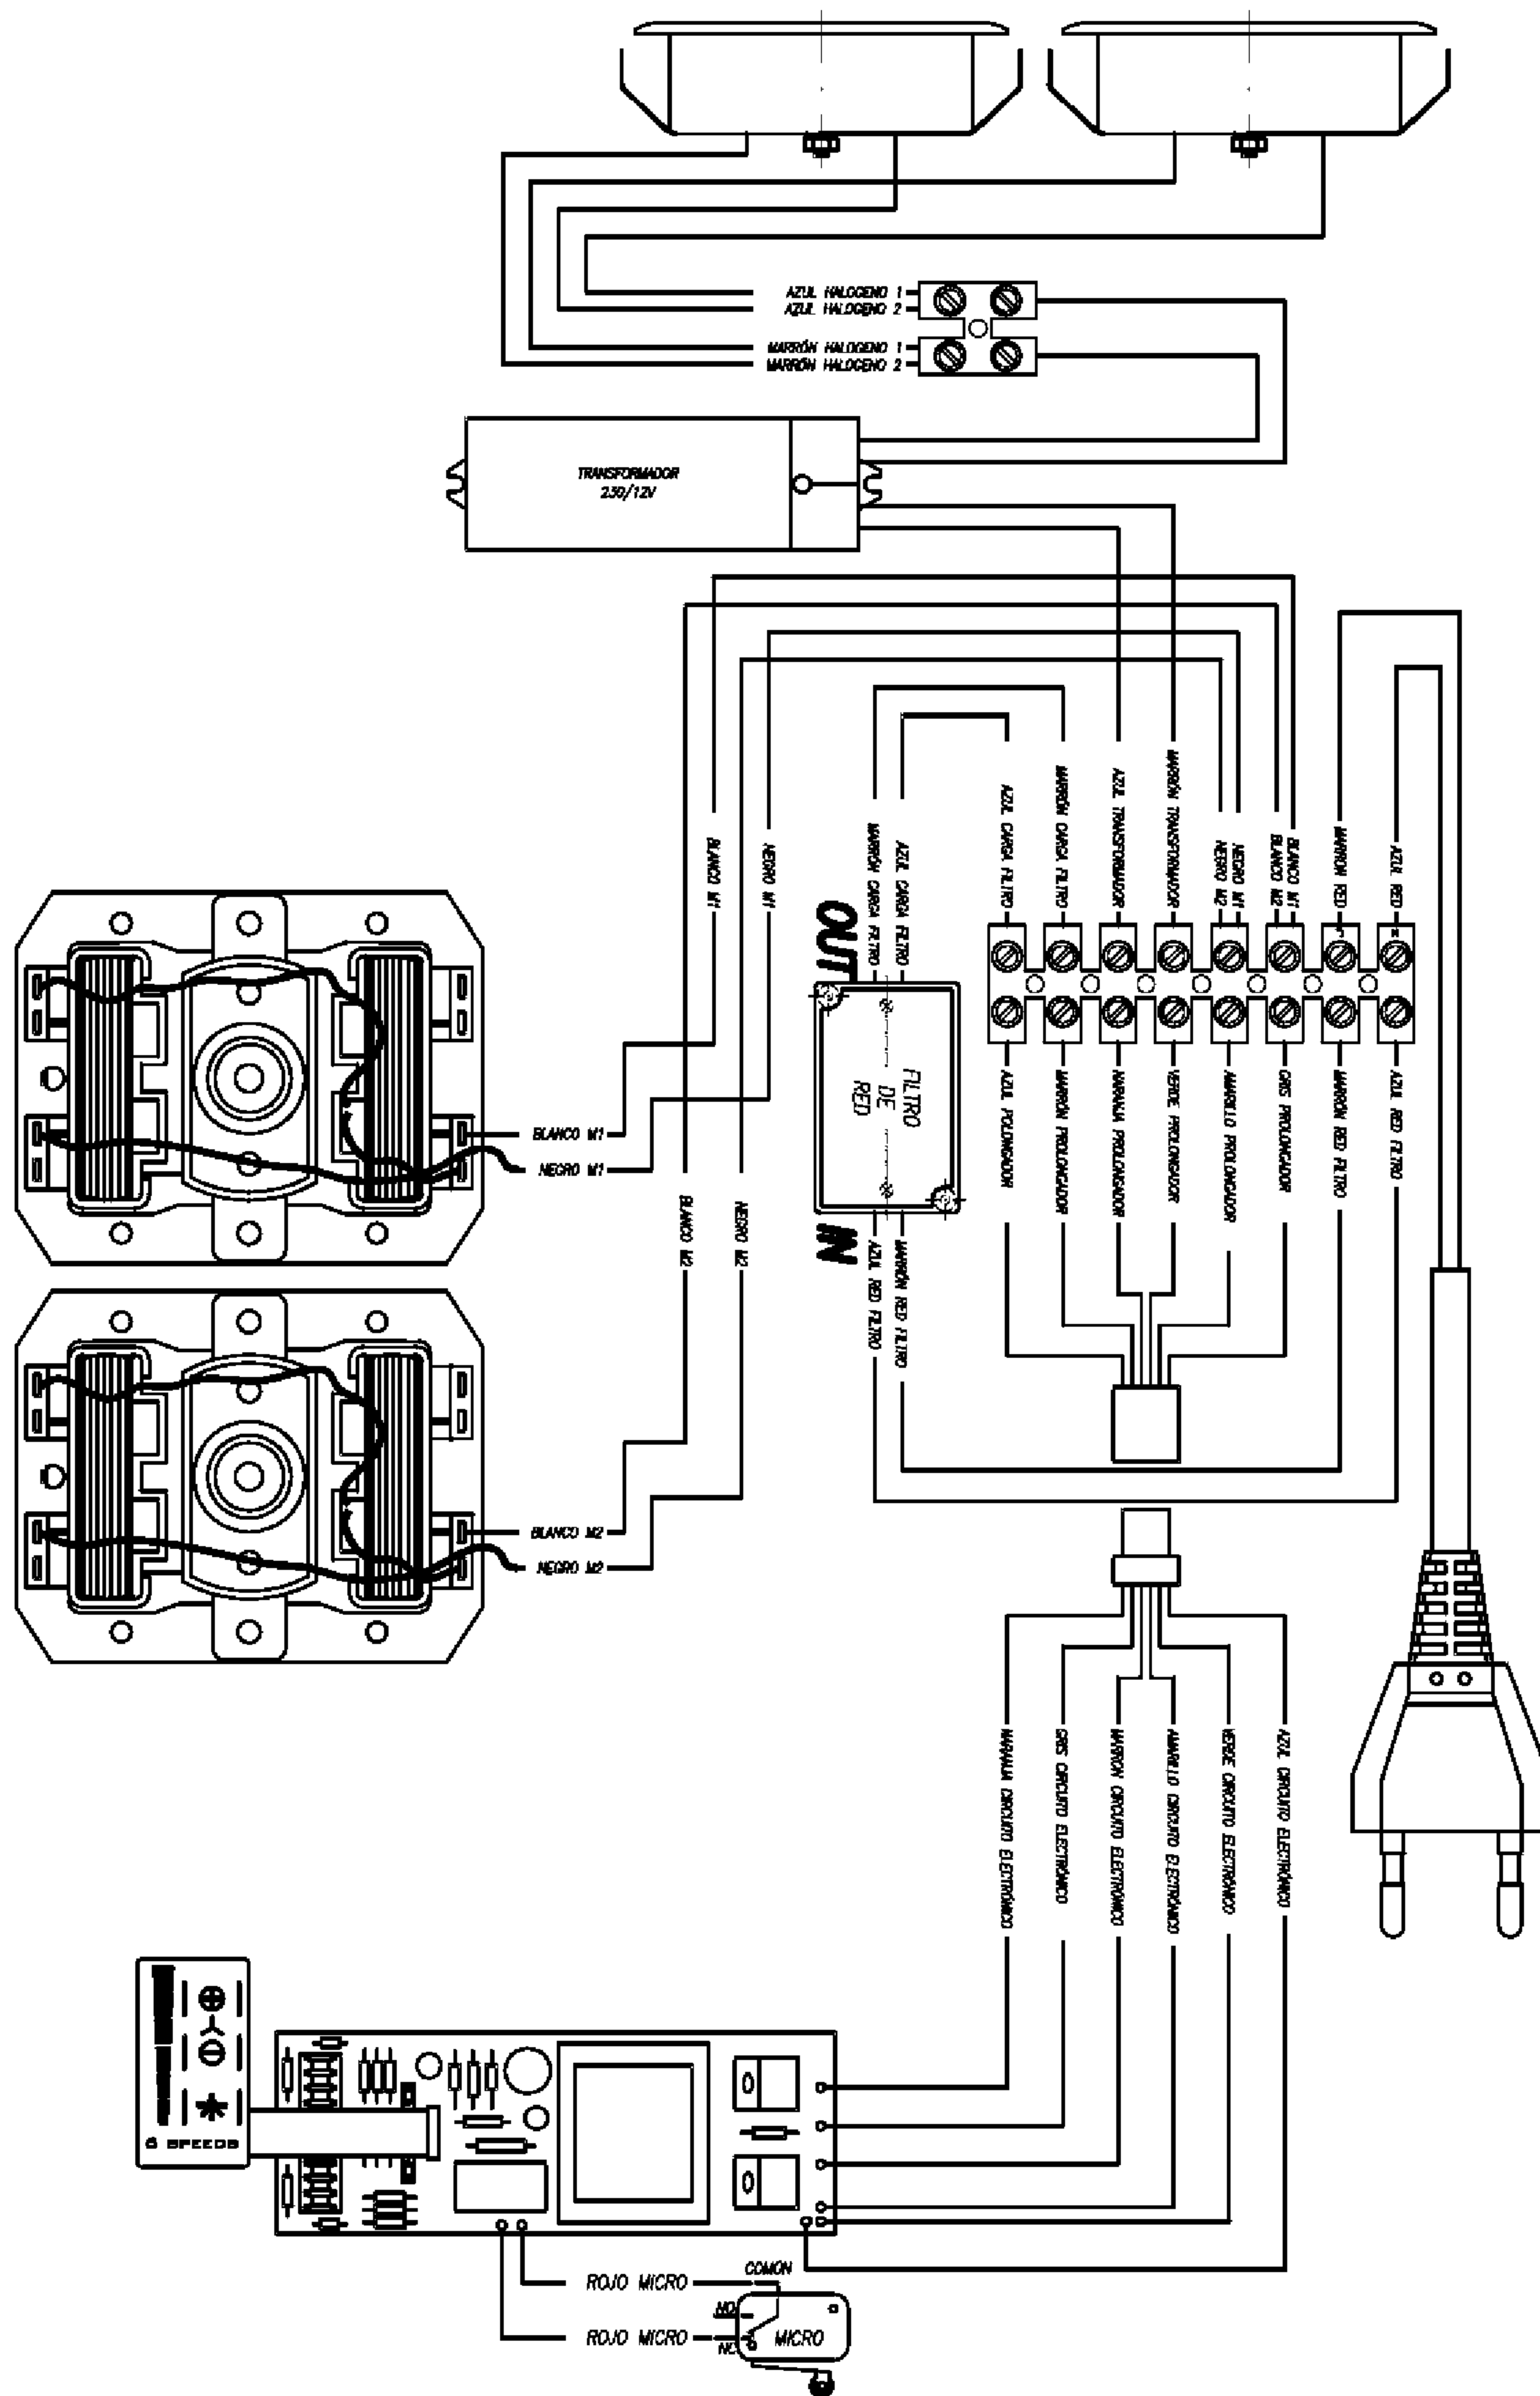 AZUL HALOGENO 1
AZUL HALOGENO 2
MARRÓN HALOGENO 1
MARRÓN HALOGENO 2
TRANSFORMADOR
230/12V
AZUL CARGA FILTRO
MARRÓN CARGA FILTRO
AZUL TRANSFORMADOR
MARRÓN TRANSFORMADOR
NEGRO M2
NEGRO M1
BLANCO M2
BLANCO M1
MARRÓN RED
AZUL RED
BLANCO M1
NEGRO M1
MARRÓN CARGA FILTRO
AZUL CARGA FILTRO
OUT
FILTRO
DE
RED
IN
AZUL RED FILTRO
MARRÓN RED FILTRO
AZUL POLONGADOR
MARRÓN PROLONGADOR
NARANJA PROLONGADOR
VERDE PROLONGADOR
AMARILLO PROLONGADOR
GRIS PROLONGADOR
MARRÓN RED FILTRO
AZUL RED FILTRO
BLANCO M1
NEGRO M1
BLANCO M2
NEGRO M2
BLANCO M2
NEGRO M2
NARANJA CIRCUITO ELECTRÓNICO
GRIS CIRCUITO ELECTRÓNICO
MARRON CIRCUITO ELECTRÓNICO
AMARILLO CIRCUITO ELECTRÓNICO
VERDE CIRCUITO ELECTRÓNICO
AZUL CIRCUITO ELECTRÓNICO
6 SPEEDS
ROJO MICRO
COMÓN
NO
ROJO MICRO
NC
MICRO